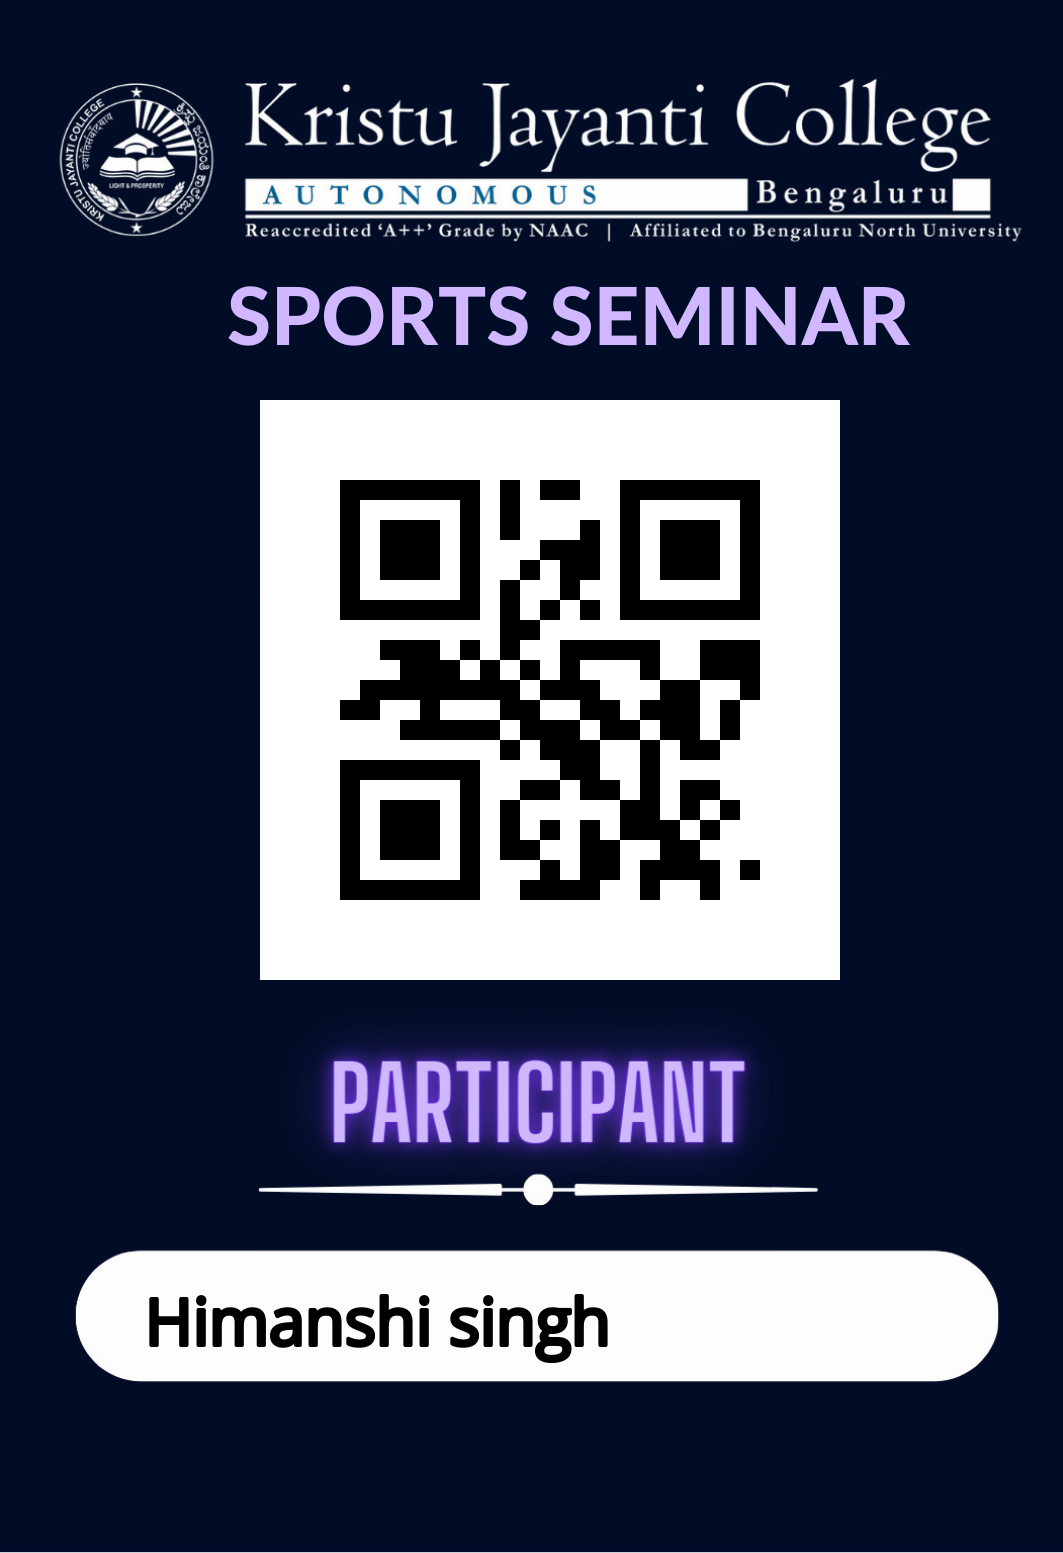 KRISTU JAYANTI COLLEGE
LIGHT & PROSPERITY
Kristu Jayanti College
AUTONOMOUS Bengaluru
Reaccredited ‘A++’ Grade by NAAC | Affiliated to Bengaluru North University
SPORTS SEMINAR
PARTICIPANT
Himanshi singh